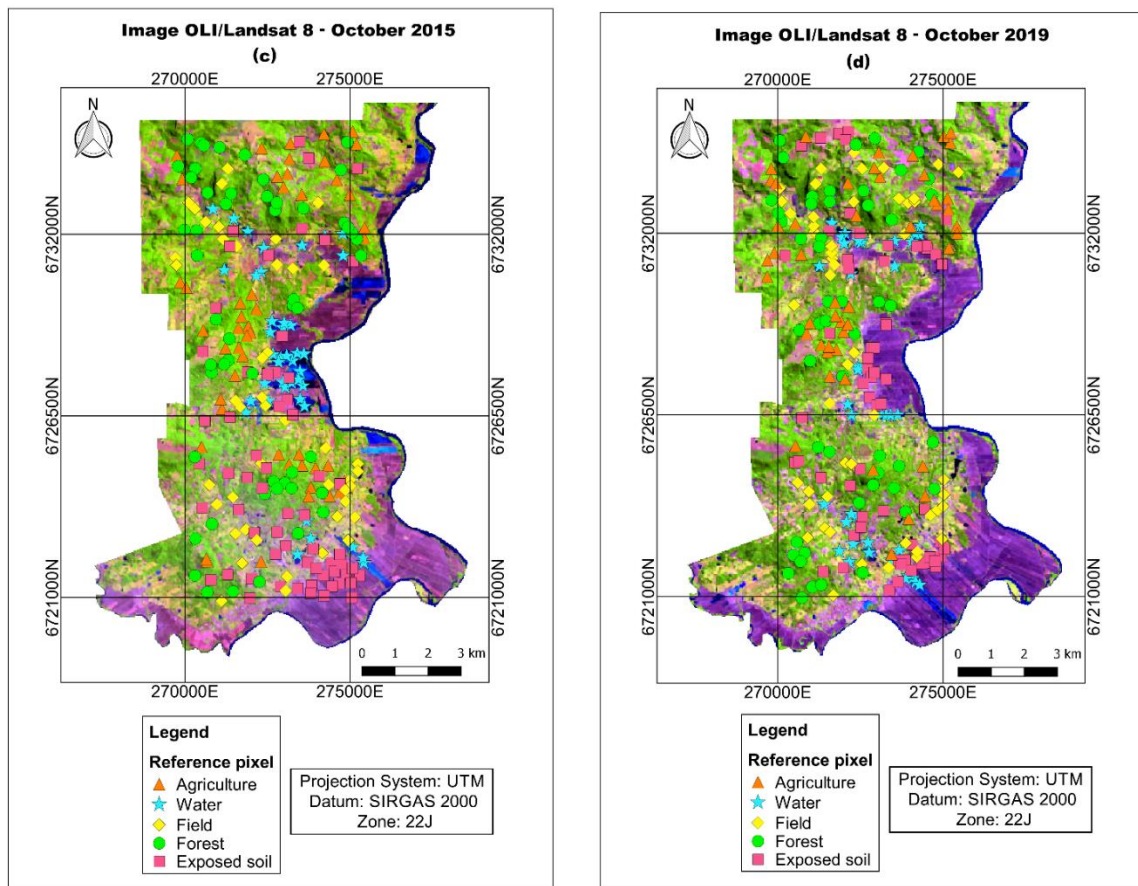 Image OLI/Landsat 8 - October 2015
(c)
270000E 275000E
N
6732000N 6732000N
6726500N 6726500N
6721000N 6721000N
0 1 2 3 km
270000E 275000E
Legend
Reference pixel
Agriculture
Water
Field
Forest
Exposed soil
Projection System: UTM
Datum: SIRGAS 2000
Zone: 22J
Image OLI/Landsat 8 - October 2019
(d)
270000E 275000E
N
6732000N 6732000N
6726500N 6726500N
6721000N 6721000N
0 1 2 3 km
270000E 275000E
Legend
Reference pixel
Agriculture
Water
Field
Forest
Exposed soil
Projection System: UTM
Datum: SIRGAS 2000
Zone: 22J